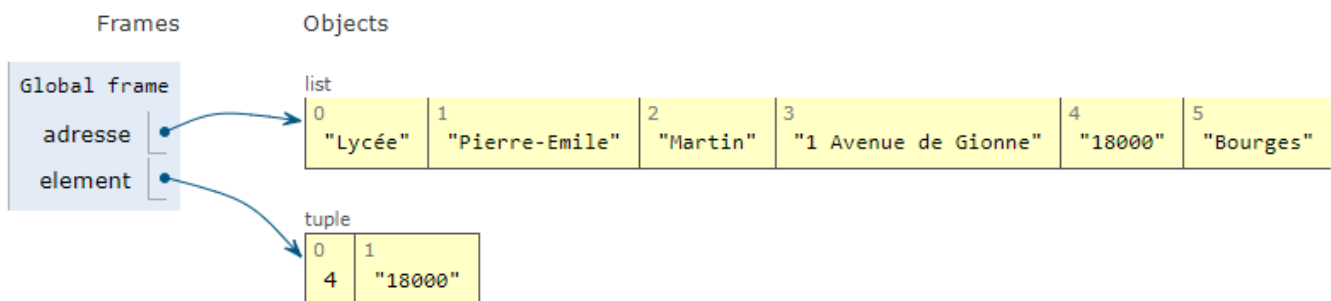 Frames Objects
Global frame
list
0 1 2 3 4 5
adresse "Lycée" "Pierre-Emile" "Martin" "1 Avenue de Gionne" "18000" "Bourges"
element
tuple
0 1
4 "18000"